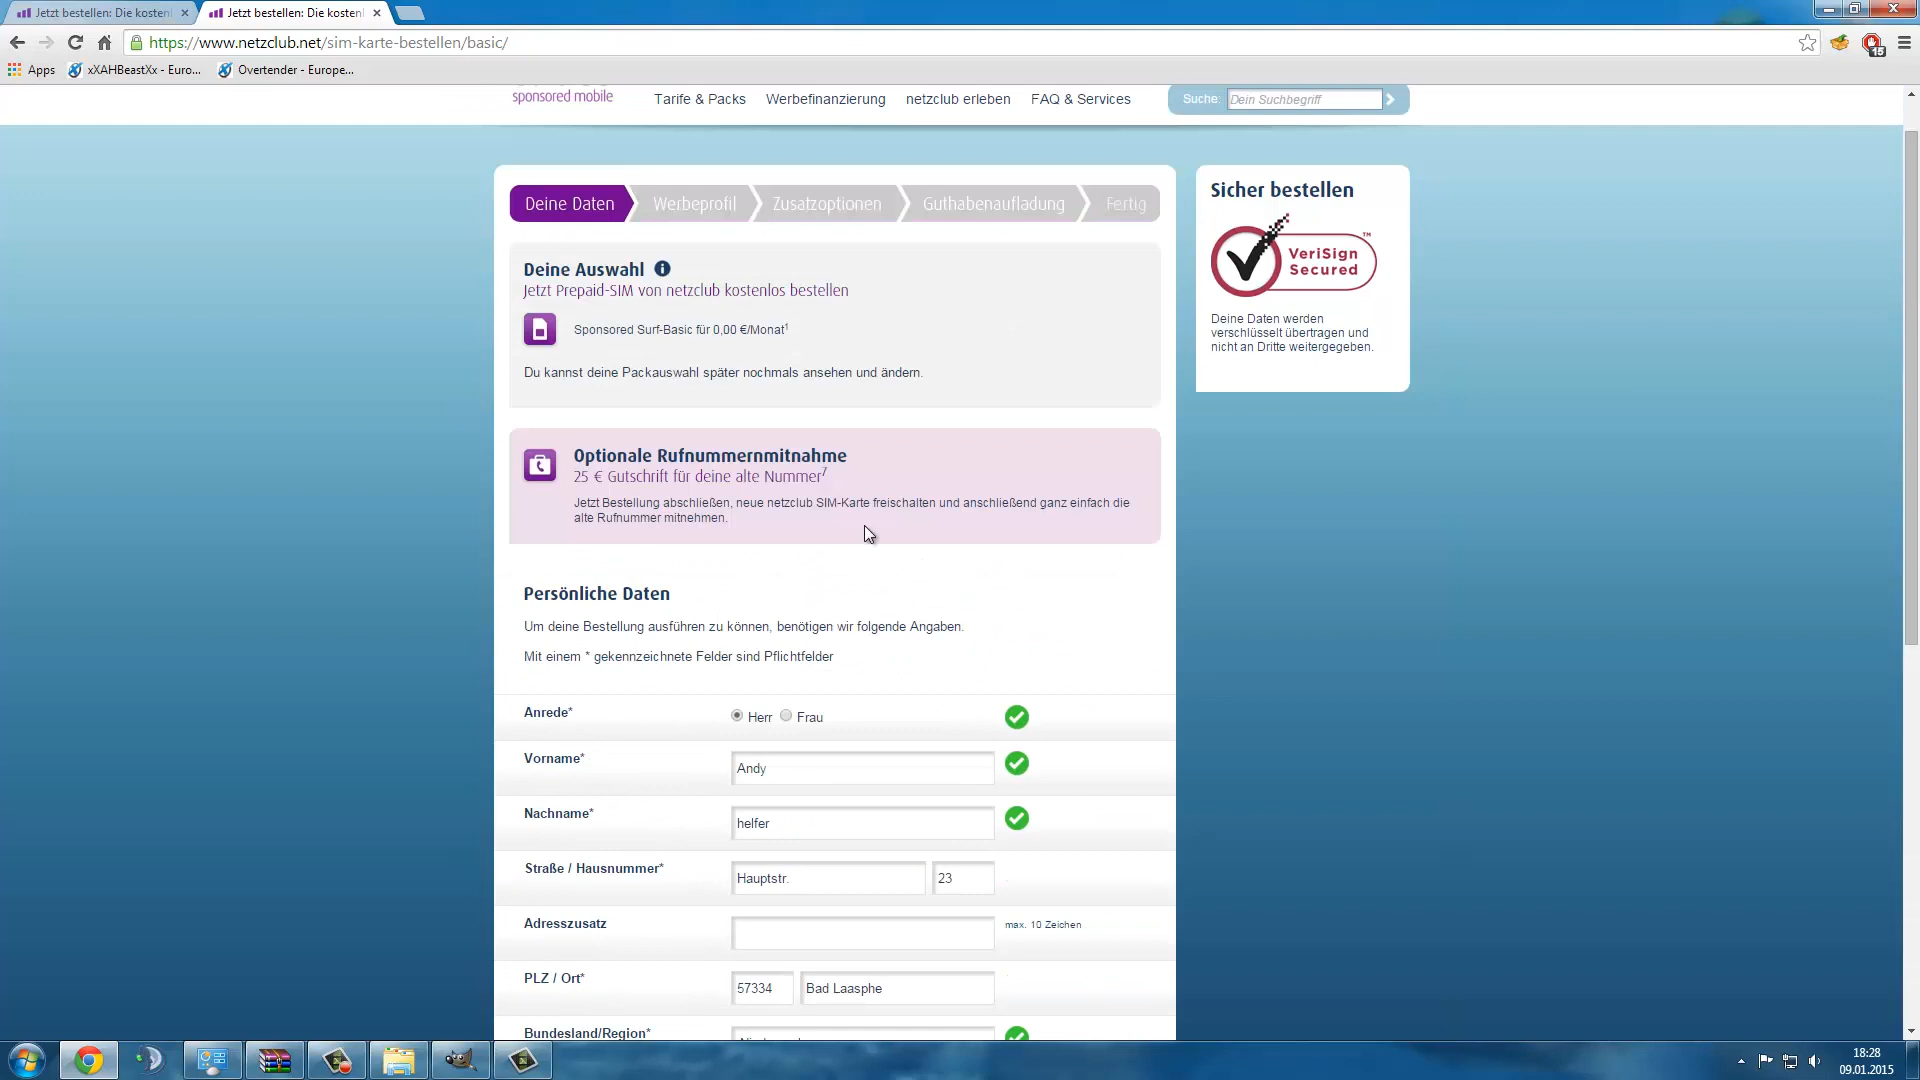 Jetzt bestellen: Die kosten
Jetzt bestellen: Die kosten
https://www.netzclub.net/sim-karte-bestellen/basic/
15
Apps
xXAHBeastXx - Euro...
Overtender - Europe...
sponsored mobile
Tarife & Packs
Werbefinanzierung
netzclub erleben
FAQ & Services
Suche:
Dein Suchbegriff
Deine Daten
Werbeprofil
Zusatzoptionen
Guthabenaufladung
Fertig
Sicher bestellen
VeriSign™
Secured
Deine Daten werden
verschlüsselt übertragen und
nicht an Dritte weitergegeben.
Deine Auswahl
Jetzt Prepaid-SIM von netzclub kostenlos bestellen
Sponsored Surf-Basic für 0,00 €/Monat¹
Du kannst deine Packauswahl später nochmals ansehen und ändern.
Optionale Rufnummernmitnahme
25 € Gutschrift für deine alte Nummer⁷
Jetzt Bestellung abschließen, neue netzclub SIM-Karte freischalten und anschließend ganz einfach die
alte Rufnummer mitnehmen.
Persönliche Daten
Um deine Bestellung ausführen zu können, benötigen wir folgende Angaben.
Mit einem * gekennzeichnete Felder sind Pflichtfelder
Anrede*
Herr
Frau
Vorname*
Andy
Nachname*
helfer
Straße / Hausnummer*
Hauptstr.
23
Adresszusatz
max. 10 Zeichen
PLZ / Ort*
57334
Bad Laasphe
Bundesland/Region*
18:28
09.01.2015